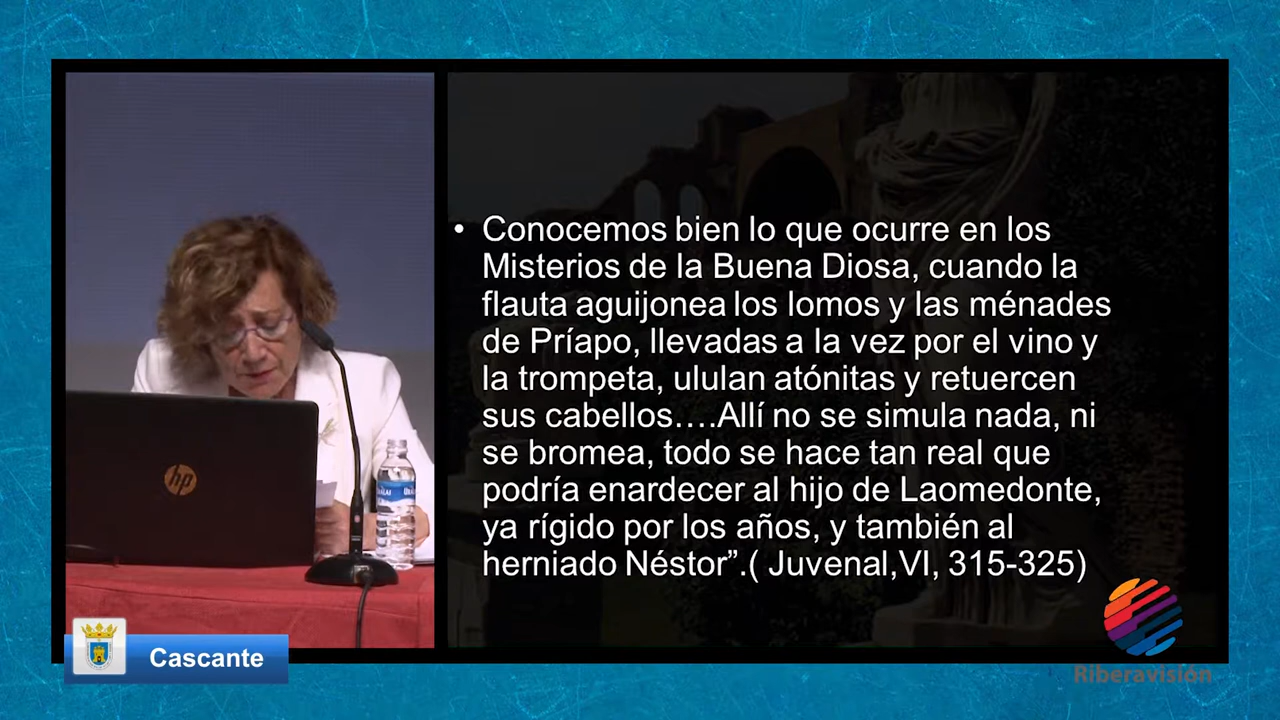 • Conocemos bien lo que ocurre en los
Misterios de la Buena Diosa, cuando la
flauta aguijonea los lomos y las ménades
de Príapo, llevadas a la vez por el vino y
la trompeta, ululan atónitas y retuercen
sus cabellos….Allí no se simula nada, ni
se bromea, todo se hace tan real que
podría enardecer al hijo de Laomedonte,
ya rígido por los años, y también al
herniado Néstor”.( Juvenal,VI, 315-325)
hp
Cascante
Riberavisión